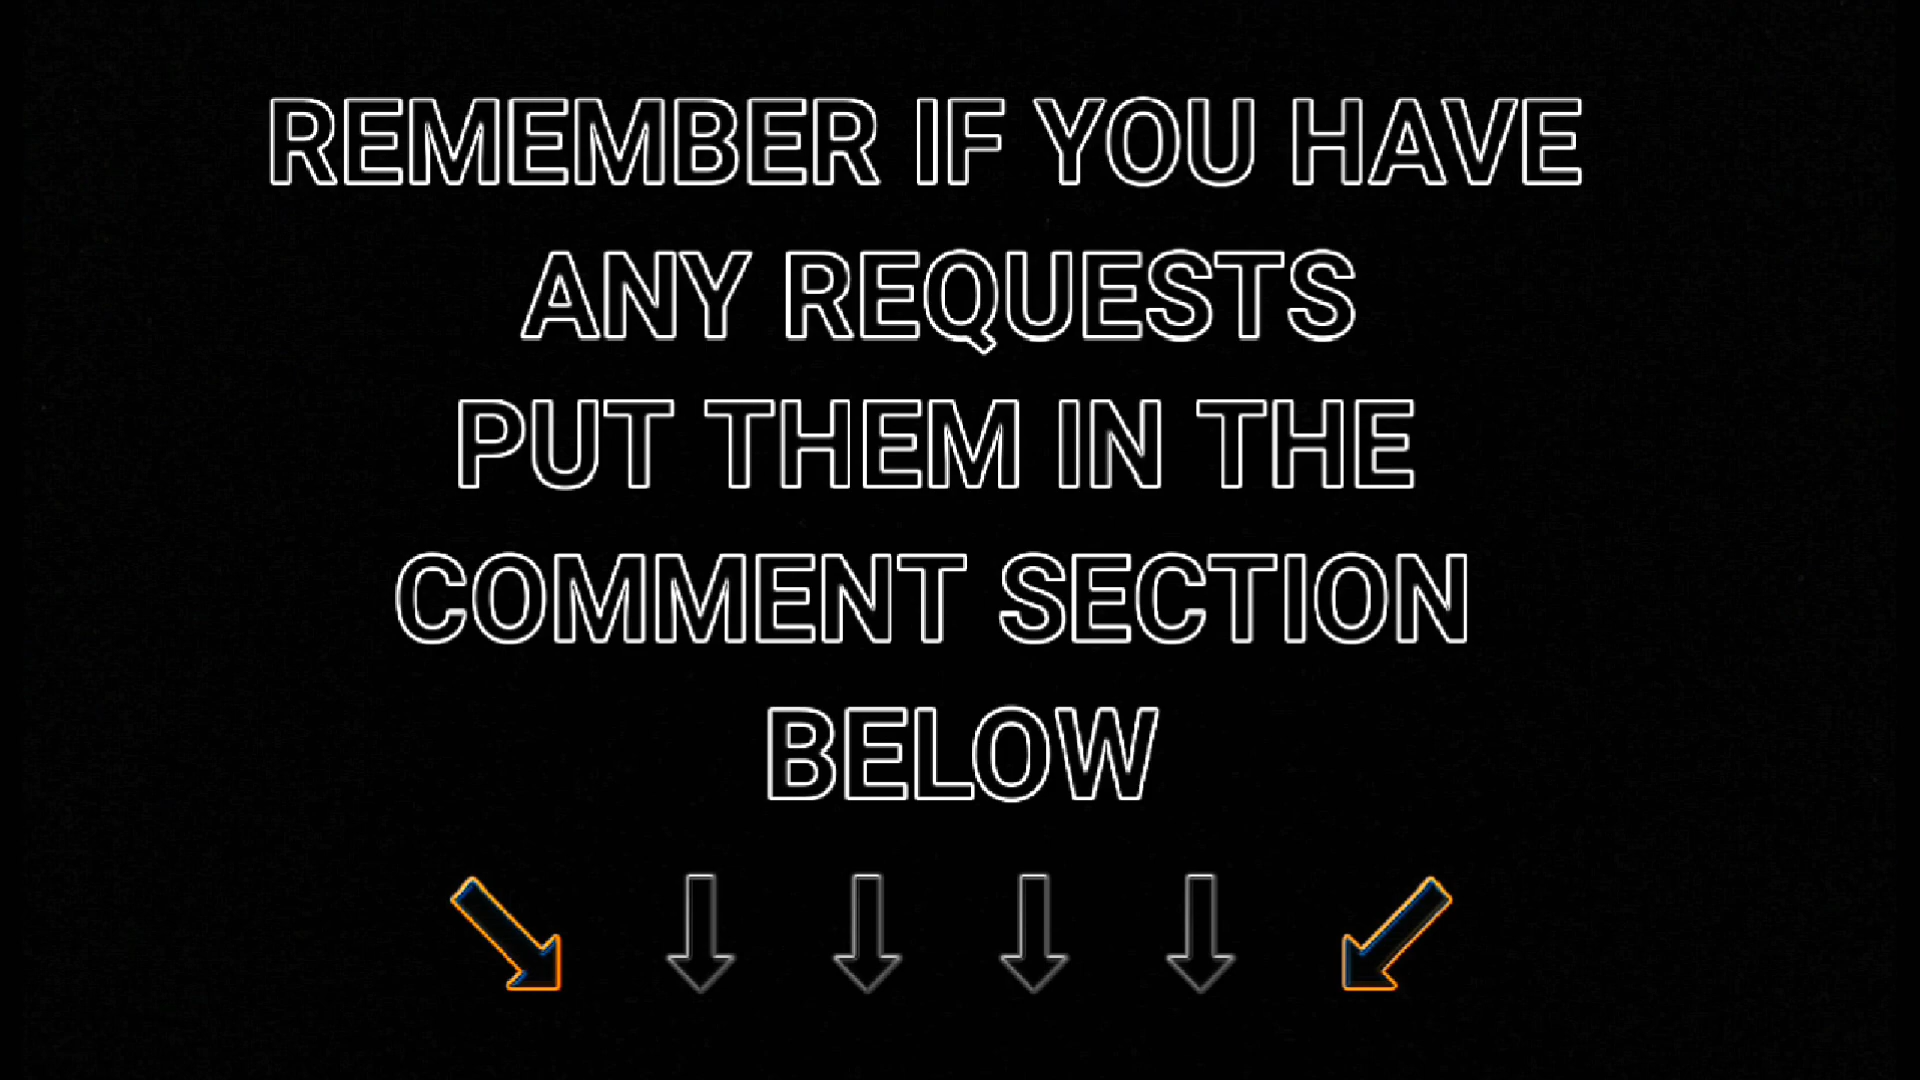 REMEMBER IF YOU HAVE
ANY REQUESTS
PUT THEM IN THE
COMMENT SECTION
BELOW